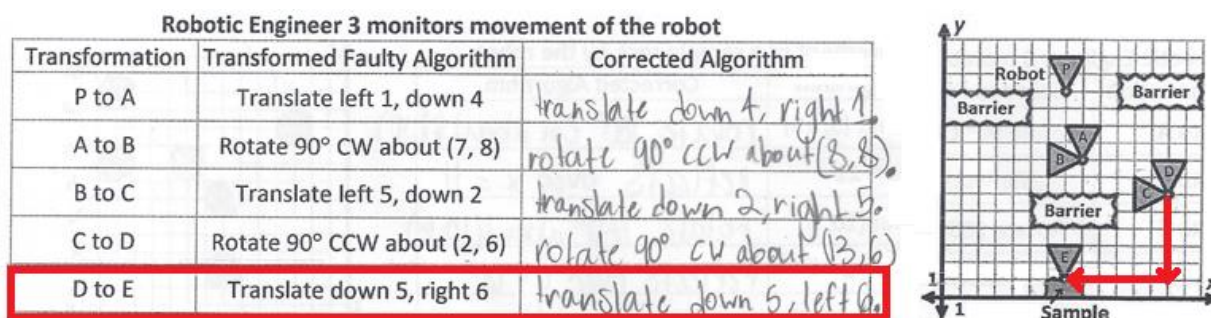 Robotic Engineer 3 monitors movement of the robot
Transformation Transformed Faulty Algorithm Corrected Algorithm
P to A Translate left 1, down 4 translate down 4, right 1.
A to B Rotate 90° CW about (7, 8) rotate 90° CCW about (8,8).
B to C Translate left 5, down 2 translate down 2, right 5.
C to D Rotate 90° CCW about (2, 6) rotate 90° CW about (13,6)
D to E Translate down 5, right 6 translate down 5, left 6.
y
P
Robot
Barrier
Barrier
A
B
D
C
Barrier
E
1
x
1
Sample